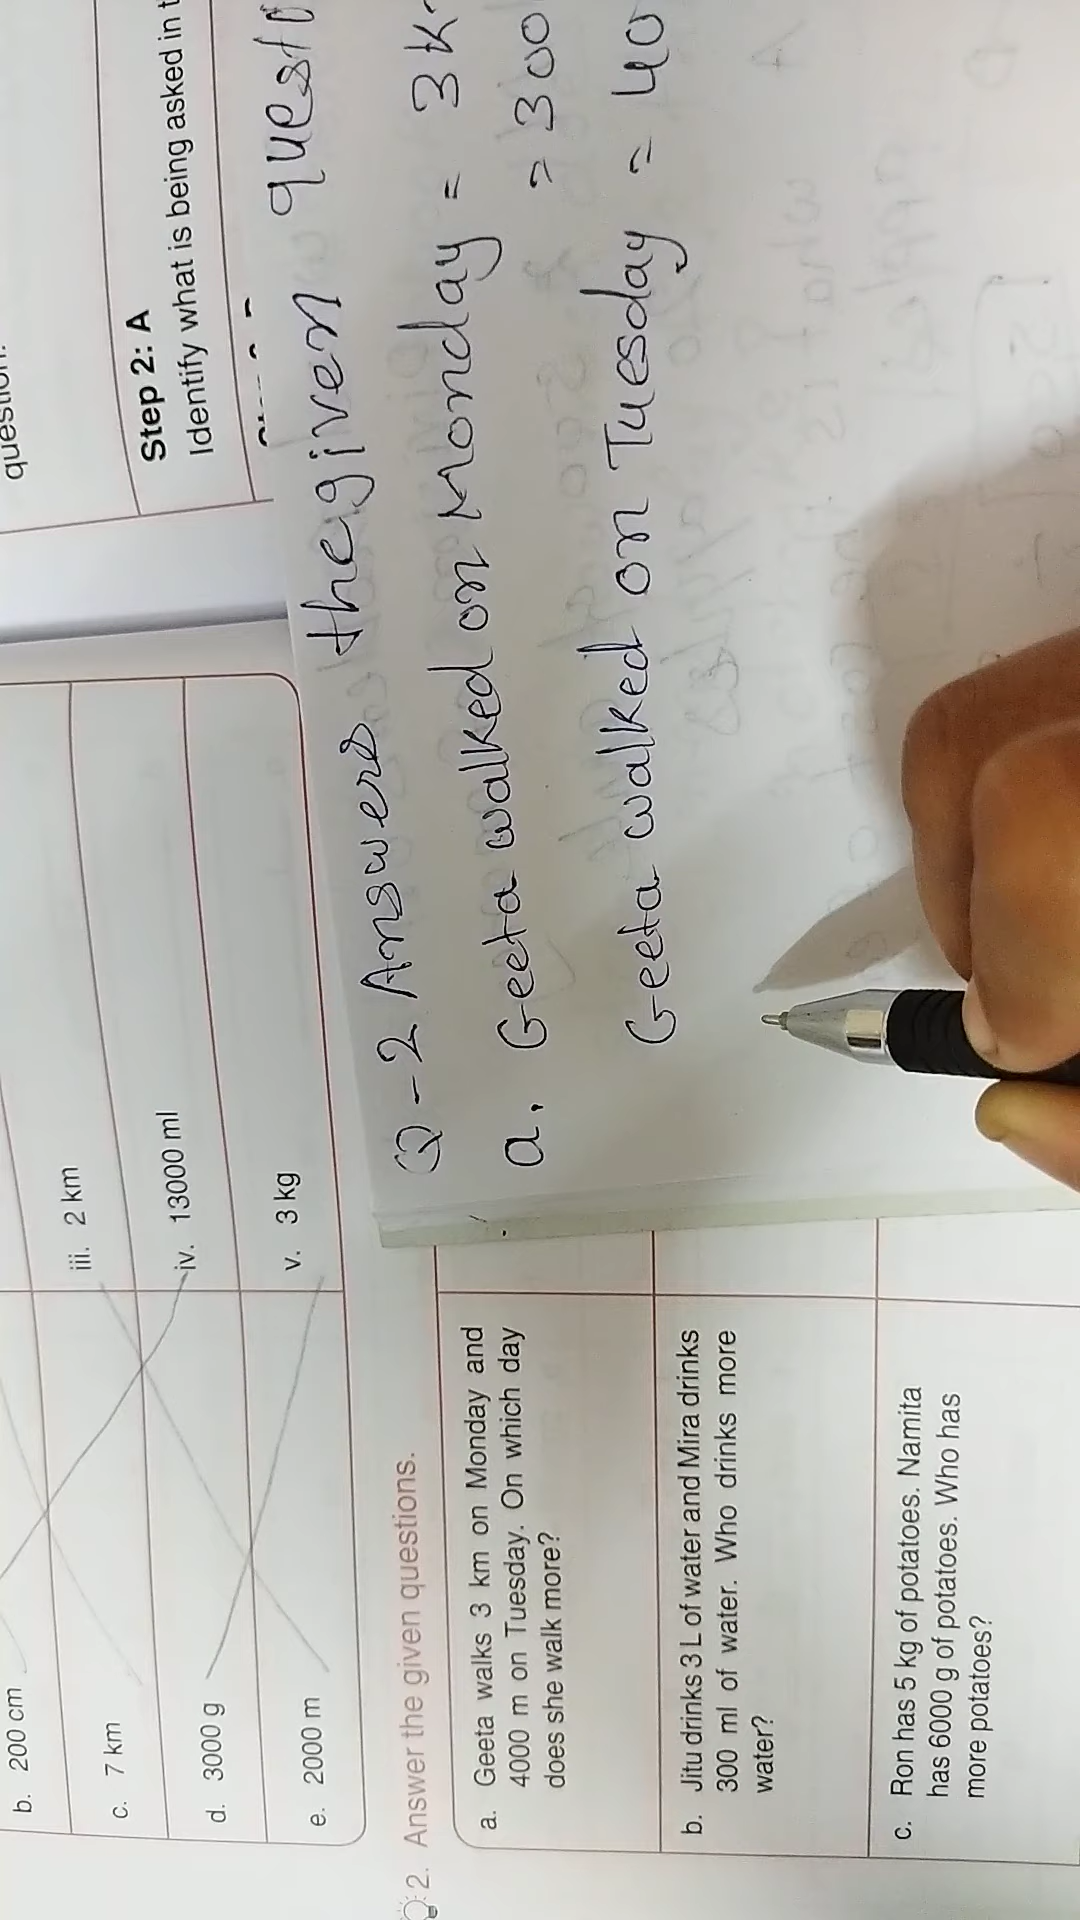 question.
Step 2: A
Identify what is being asked in t
b. 200 cm
c. 7 km
iii. 2 km
d. 3000 g
iv. 13000 ml
e. 2000 m
v. 3 kg
2. Answer the given questions.
a. Geeta walks 3 km on Monday and
4000 m on Tuesday. On which day
does she walk more?
b. Jitu drinks 3 L of water and Mira drinks
300 ml of water. Who drinks more
water?
c. Ron has 5 kg of potatoes. Namita
has 6000 g of potatoes. Who has
more potatoes?
Q-2 Answers the given questo
a. Geeta walked on Monday = 3k
= 300
Geeta walked on Tuesday = 40